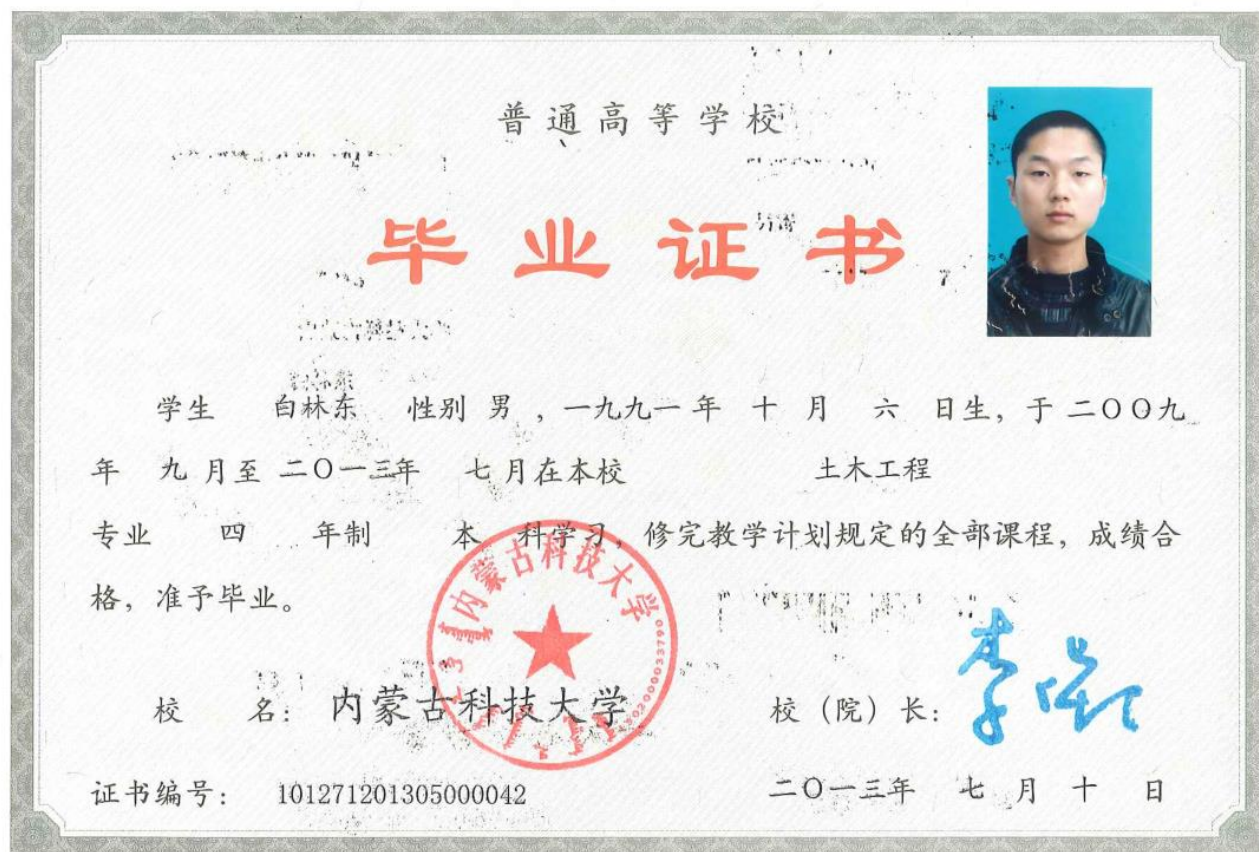 普通高等学校
毕业证书
学生 白林东 性别 男 ，一九九一年 十 月 六 日生，于二〇〇九
年 九 月至 二〇一三年 七 月在本校 土木工程
专业 四 年制 本 科学习，修完教学计划规定的全部课程，成绩合
格，准予毕业。
内蒙古科技大学
校 名： 内蒙古科技大学 校（院）长：
证书编号： 101271201305000042 二〇一三年 七 月 十 日